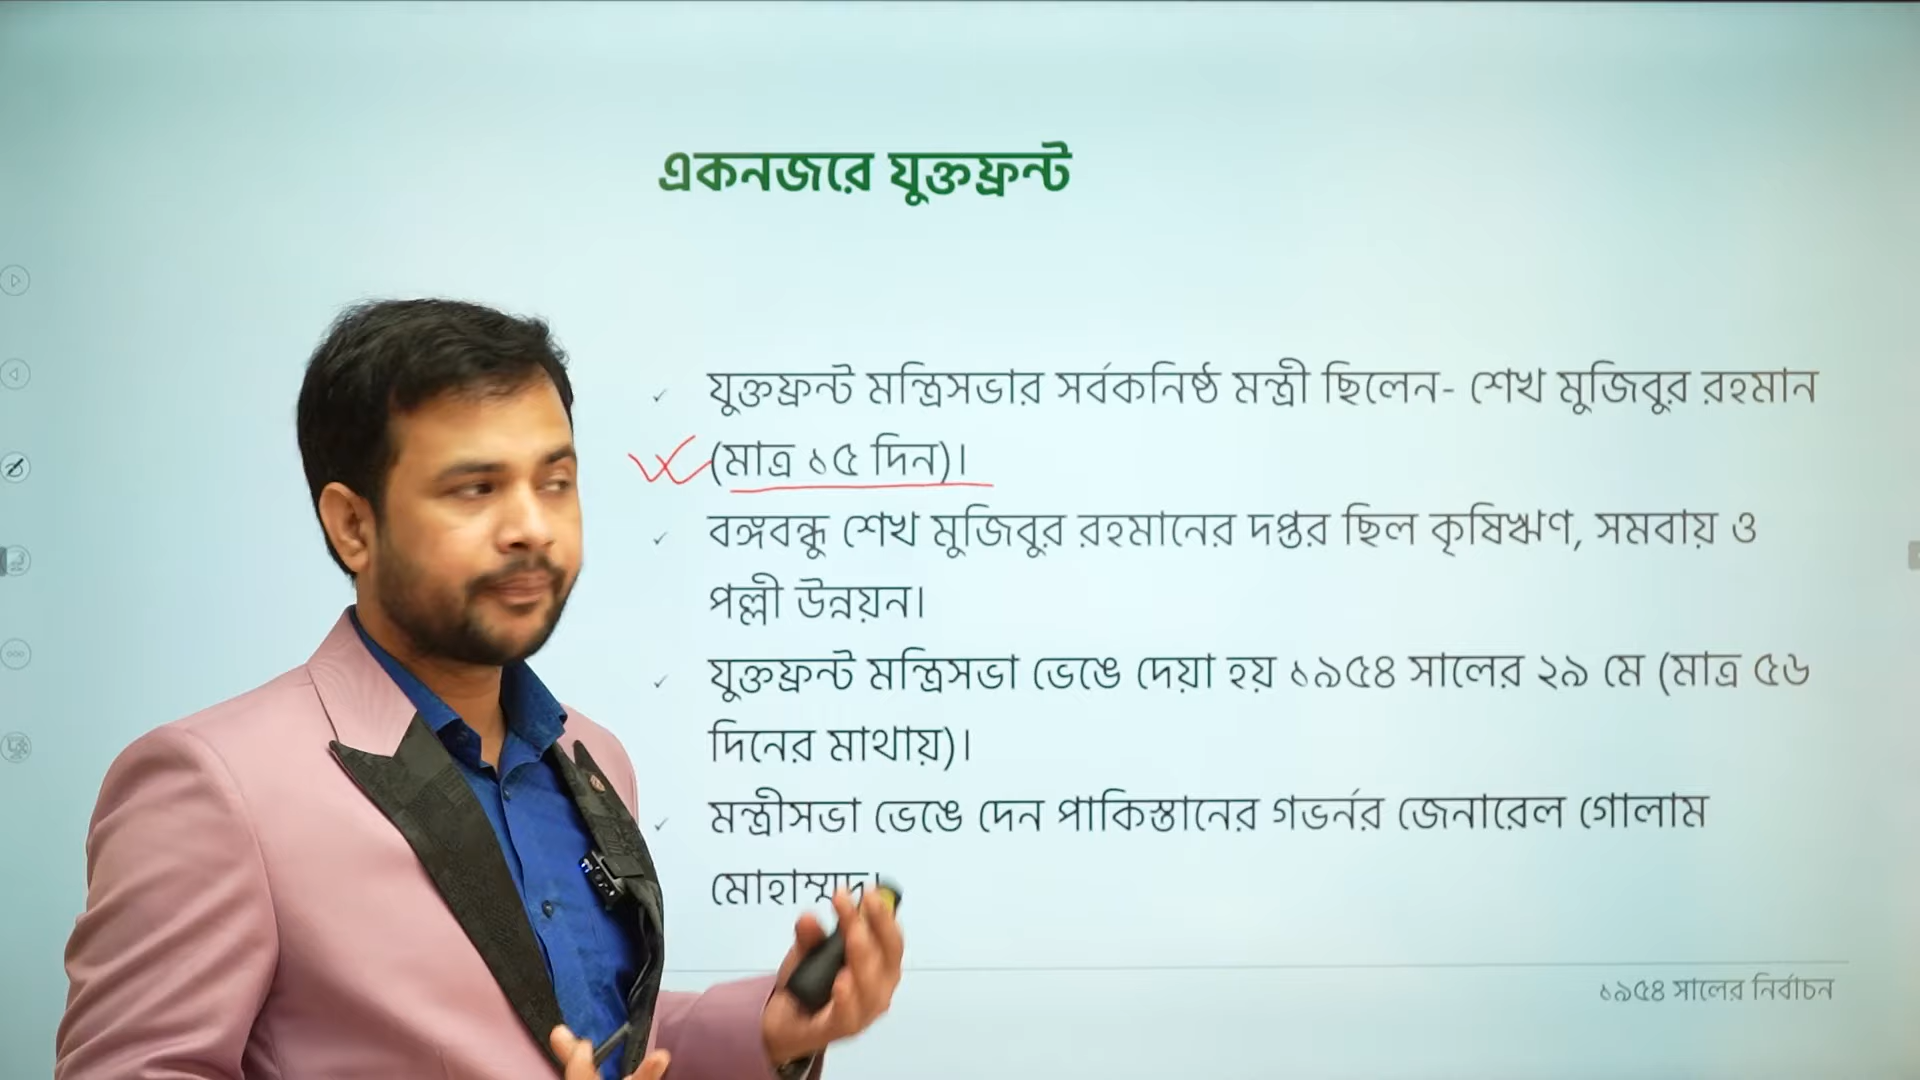 একনজরে যুক্তফ্রন্ট
যুক্তফ্রন্ট মন্ত্রিসভার সর্বকনিষ্ঠ মন্ত্রী ছিলেন- শেখ মুজিবুর রহমান
(মাত্র ১৫ দিন)।
বঙ্গবন্ধু শেখ মুজিবুর রহমানের দপ্তর ছিল কৃষিঋণ, সমবায় ও
পল্লী উন্নয়ন।
যুক্তফ্রন্ট মন্ত্রিসভা ভেঙে দেয়া হয় ১৯৫৪ সালের ২৯ মে (মাত্র ৫৬
দিনের মাথায়)।
মন্ত্রীসভা ভেঙে দেন পাকিস্তানের গভর্নর জেনারেল গোলাম
মোহাম্মদ।
১৯৫৪ সালের নির্বাচন